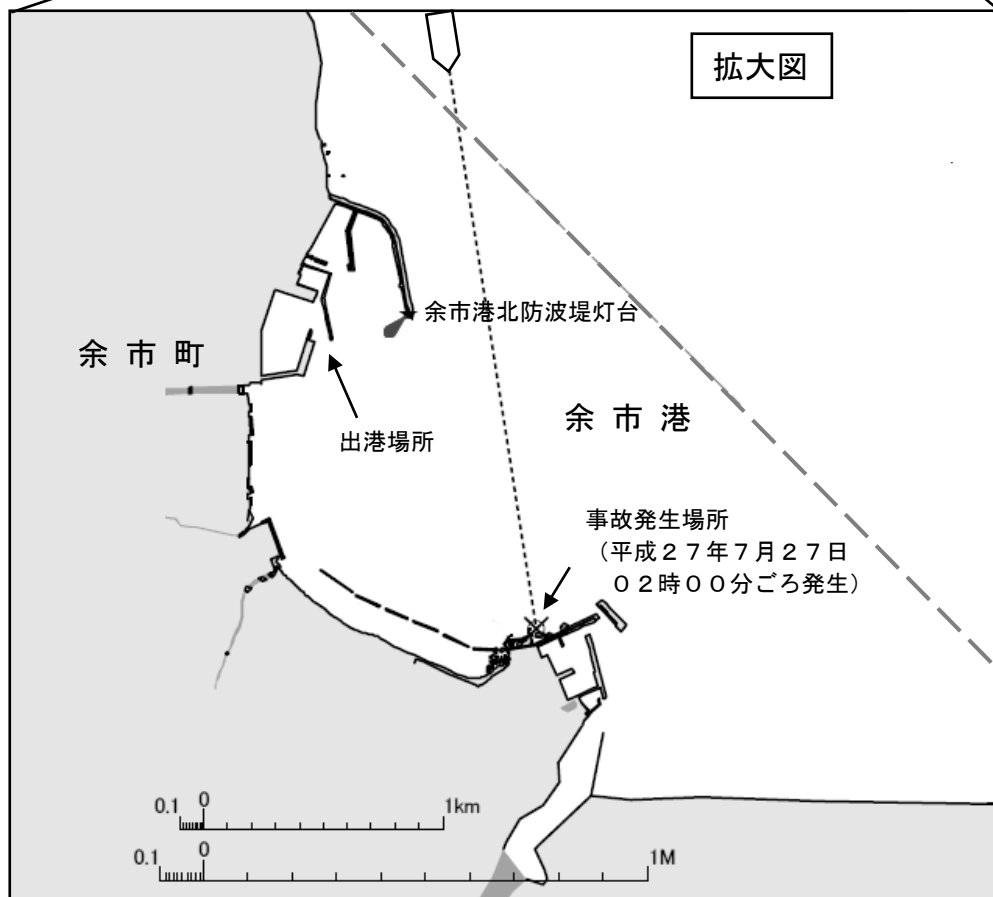 拡大図
余市港北防波堤灯台
余 市 町
余 市 港
出港場所
事故発生場所
（平成２７年７月２７日
０２時００分ごろ発生）
0.1 0 1km
0.1 0 1M